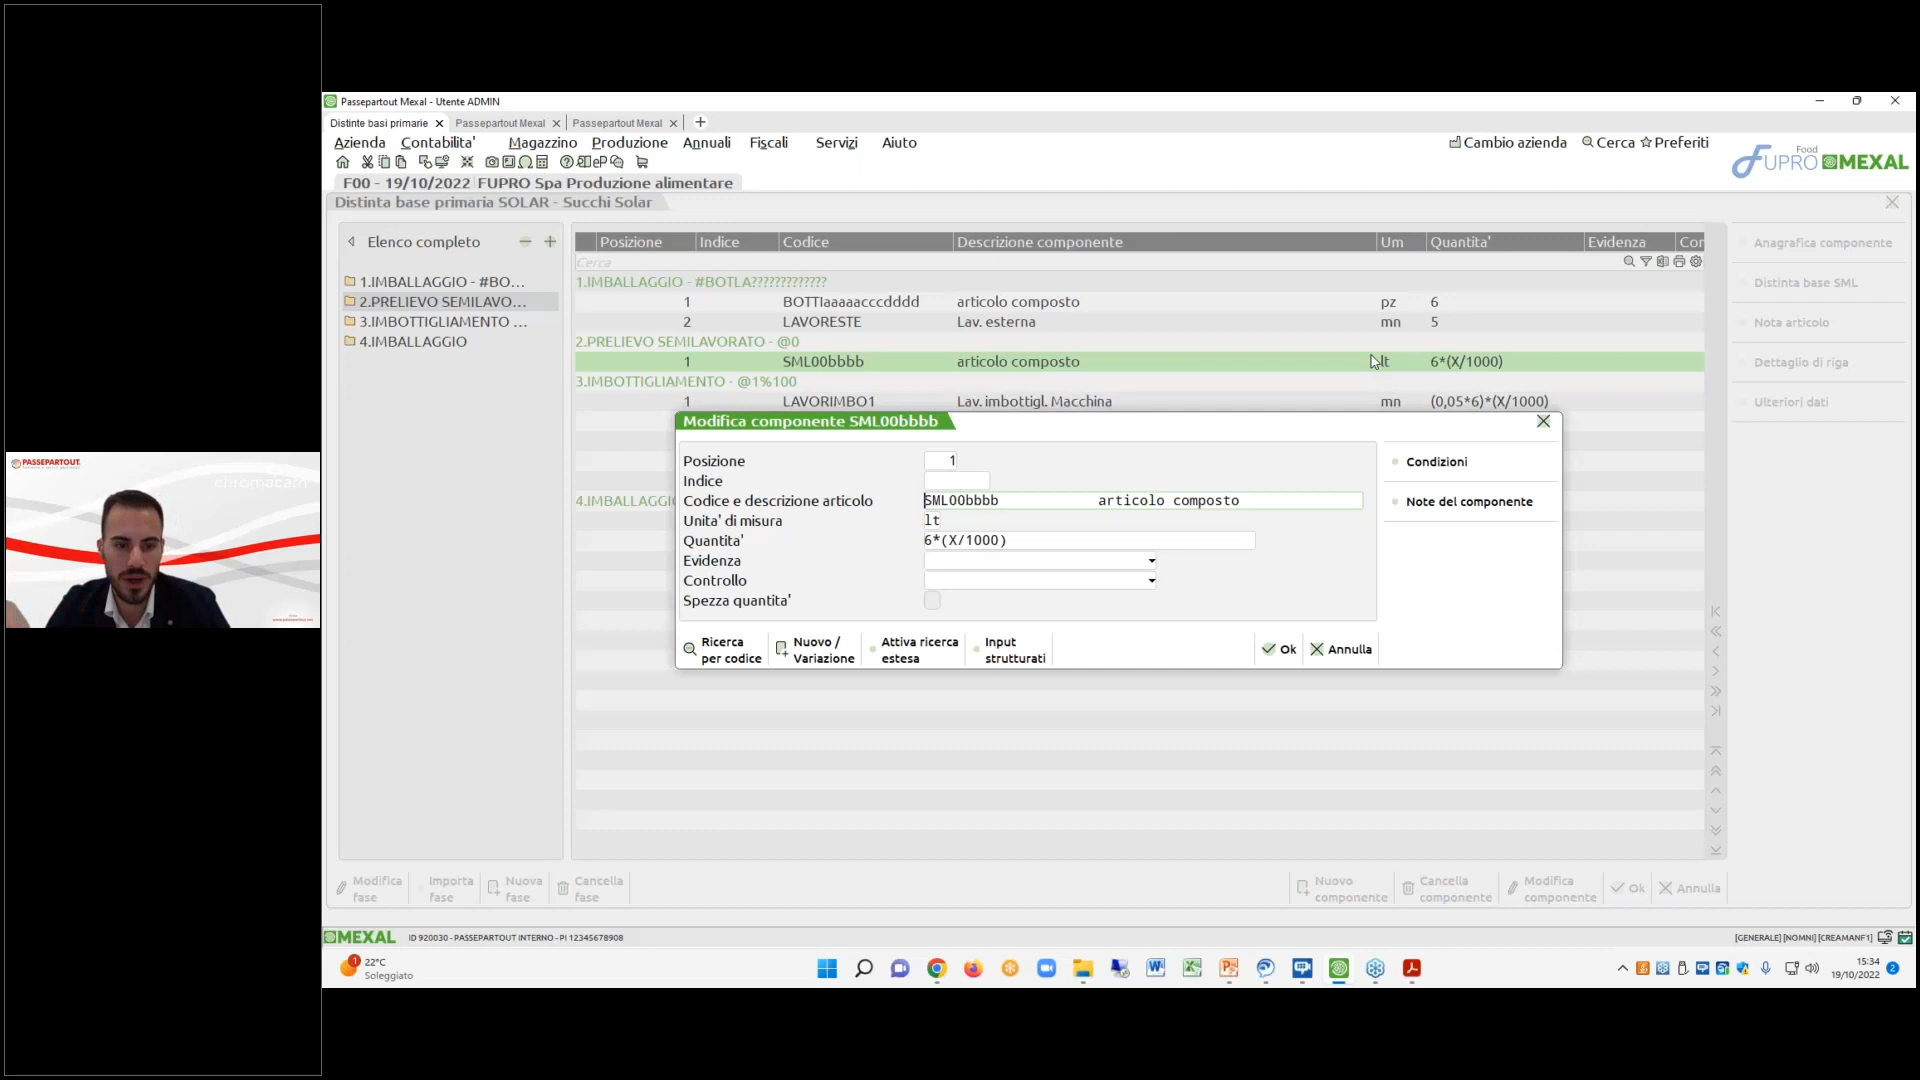 Passepartout Mexal - Utente ADMIN
Distinte basi primarie
Passepartout Mexal
Passepartout Mexal
Azienda
Contabilita'
Magazzino
Produzione
Annuali
Fiscali
Servizi
Aiuto
Cambio azienda
Cerca
Preferiti
FUPRO Food
MEXAL
F00 - 19/10/2022 FUPRO Spa Produzione alimentare
Distinta base primaria SOLAR - Succhi Solar
Elenco completo
1.IMBALLAGGIO - #BO...
2.PRELIEVO SEMILAVO...
3.IMBOTTIGLIAMENTO ...
4.IMBALLAGGIO
Posizione Indice Codice Descrizione componente Um Quantita' Evidenza Cor
Cerca
1.IMBALLAGGIO - #BOTLA?????????????
1 BOTTIaaaaacccdddd articolo composto pz 6
2 LAVORESTE Lav. esterna mn 5
2.PRELIEVO SEMILAVORATO - @0
1 SML00bbbb articolo composto lt 6*(X/1000)
3.IMBOTTIGLIAMENTO - @1%100
1 LAVORIMBO1 Lav. imbottigl. Macchina mn (0,05*6)*(X/1000)
4.IMBALLAGGI
Anagrafica componente
Distinta base SML
Nota articolo
Dettaglio di riga
Ulteriori dati
Modifica componente SML00bbbb
Posizione 1
Indice
Codice e descrizione articolo SML00bbbb articolo composto
Unita' di misura lt
Quantita' 6*(X/1000)
Evidenza
Controllo
Spezza quantita'
Condizioni
Note del componente
Ricerca per codice
Nuovo / Variazione
Attiva ricerca estesa
Input strutturati
Ok
Annulla
Modifica fase
Importa fase
Nuova fase
Cancella fase
Nuovo componente
Cancella componente
Modifica componente
Ok
Annulla
MEXAL ID 920030 - PASSEPARTOUT INTERNO - PI 12345678908
[GENERALE] [NOMNI] [CREAMANF1]
1
22°C
Soleggiato
15:34
19/10/2022
2
PASSEPARTOUT
chromacam